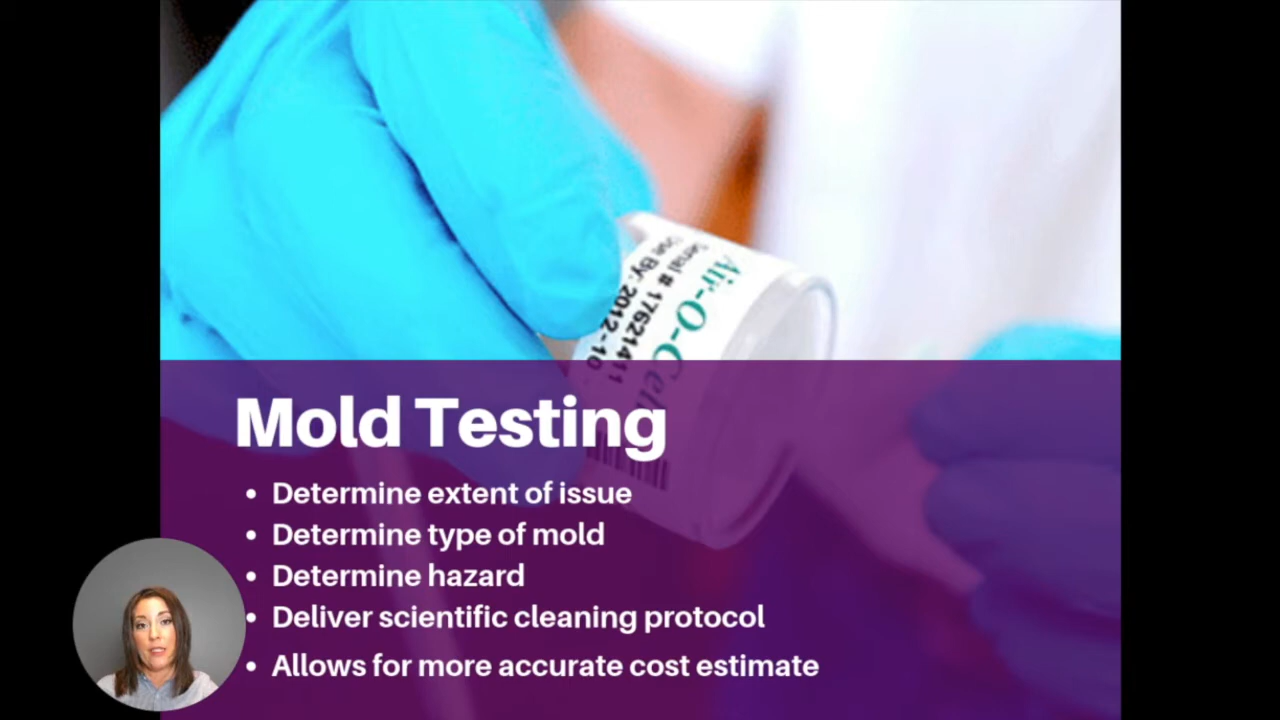 Air-O-Cell
Serial # 17621411
Use By: 2012-10
Mold Testing
• Determine extent of issue
• Determine type of mold
• Determine hazard
• Deliver scientific cleaning protocol
• Allows for more accurate cost estimate